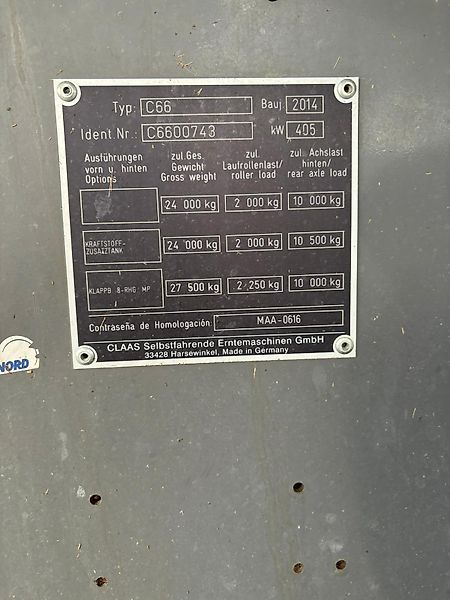 Typ: C66 Bauj. 2014
Ident.Nr.: C6600743 kW 405
Ausführungen vorn u. hinten Options
zul.Ges. Gewicht Gross weight
zul. Laufrollenlast/ roller load
zul. Achslast hinten/ rear axle load
24 000 kg 2 000 kg 10 000 kg
KRAFTSTOFF-ZUSATZTANK 24 000 kg 2 000 kg 10 500 kg
KLAPPB 8-RHG MP 27 500 kg 2 250 kg 10 000 kg
Contraseña de Homologación: MAA-0616
CLAAS Selbstfahrende Erntemaschinen GmbH
33428 Harsewinkel, Made in Germany
NORD